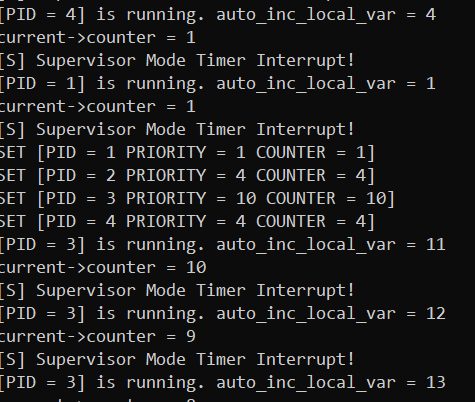 [PID = 4] is running. auto_inc_local_var = 4
current->counter = 1
[S] Supervisor Mode Timer Interrupt!
[PID = 1] is running. auto_inc_local_var = 1
current->counter = 1
[S] Supervisor Mode Timer Interrupt!
SET [PID = 1 PRIORITY = 1 COUNTER = 1]
SET [PID = 2 PRIORITY = 4 COUNTER = 4]
SET [PID = 3 PRIORITY = 10 COUNTER = 10]
SET [PID = 4 PRIORITY = 4 COUNTER = 4]
[PID = 3] is running. auto_inc_local_var = 11
current->counter = 10
[S] Supervisor Mode Timer Interrupt!
[PID = 3] is running. auto_inc_local_var = 12
current->counter = 9
[S] Supervisor Mode Timer Interrupt!
[PID = 3] is running. auto_inc_local_var = 13